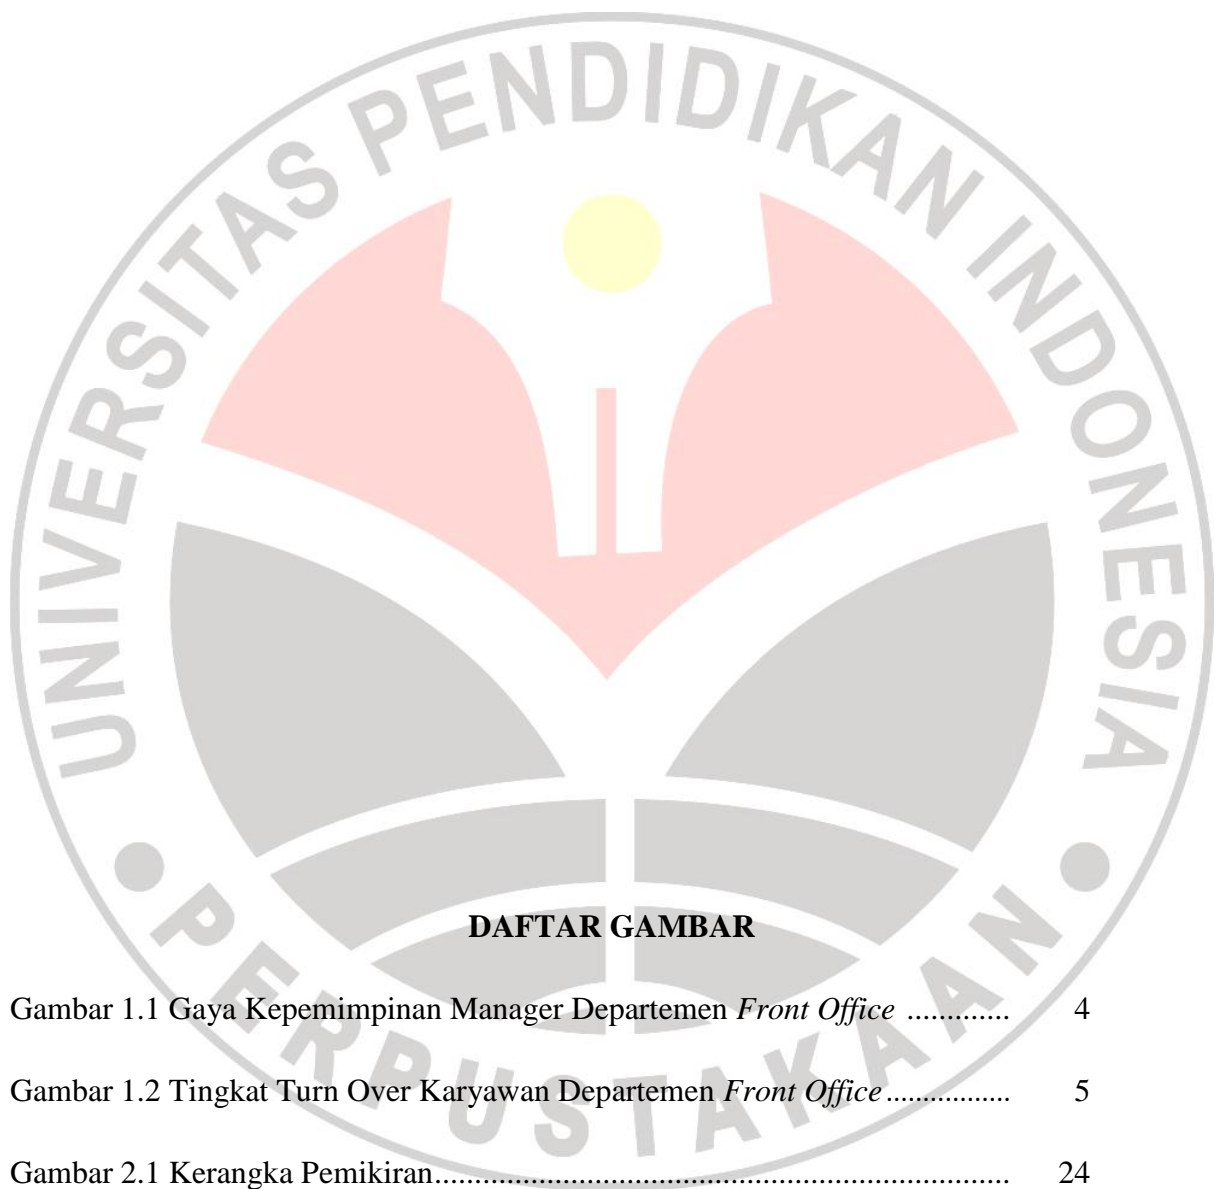 UNIVERSITAS PENDIDIKAN INDONESIA
PERPUSTAKAAN
DAFTAR GAMBAR
Gambar 1.1 Gaya Kepemimpinan Manager Departemen Front Office ............. 4
Gambar 1.2 Tingkat Turn Over Karyawan Departemen Front Office ................ 5
Gambar 2.1 Kerangka Pemikiran........................................................................ 24